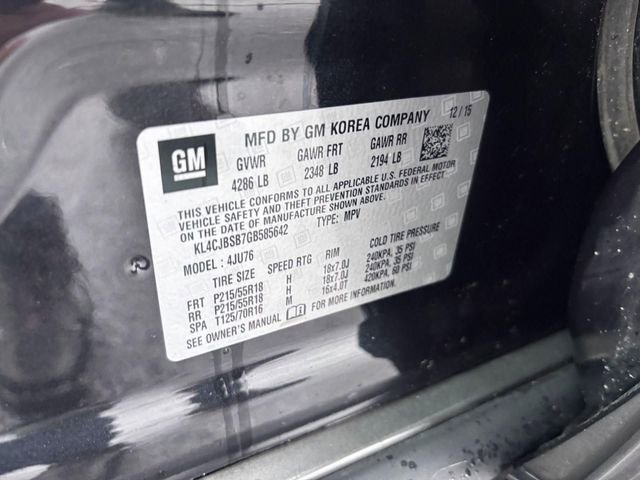 GM
MFD BY GM KOREA COMPANY 12/15
GVWR GAWR FRT GAWR RR
4286 LB 2348 LB 2194 LB
THIS VEHICLE CONFORMS TO ALL APPLICABLE U.S. FEDERAL MOTOR
VEHICLE SAFETY AND THEFT PREVENTION STANDARDS IN EFFECT
ON THE DATE OF MANUFACTURE SHOWN ABOVE.
KL4CJBSB7GB585642 TYPE: MPV
MODEL: 4JU76
TIRE SIZE SPEED RTG RIM COLD TIRE PRESSURE
FRT P215/55R18 H 18x7.0J 240KPA, 35 PSI
RR P215/55R18 H 18x7.0J 240KPA, 35 PSI
SPA T125/70R16 M 16x4.0T 420KPA, 60 PSI
SEE OWNER'S MANUAL FOR MORE INFORMATION.